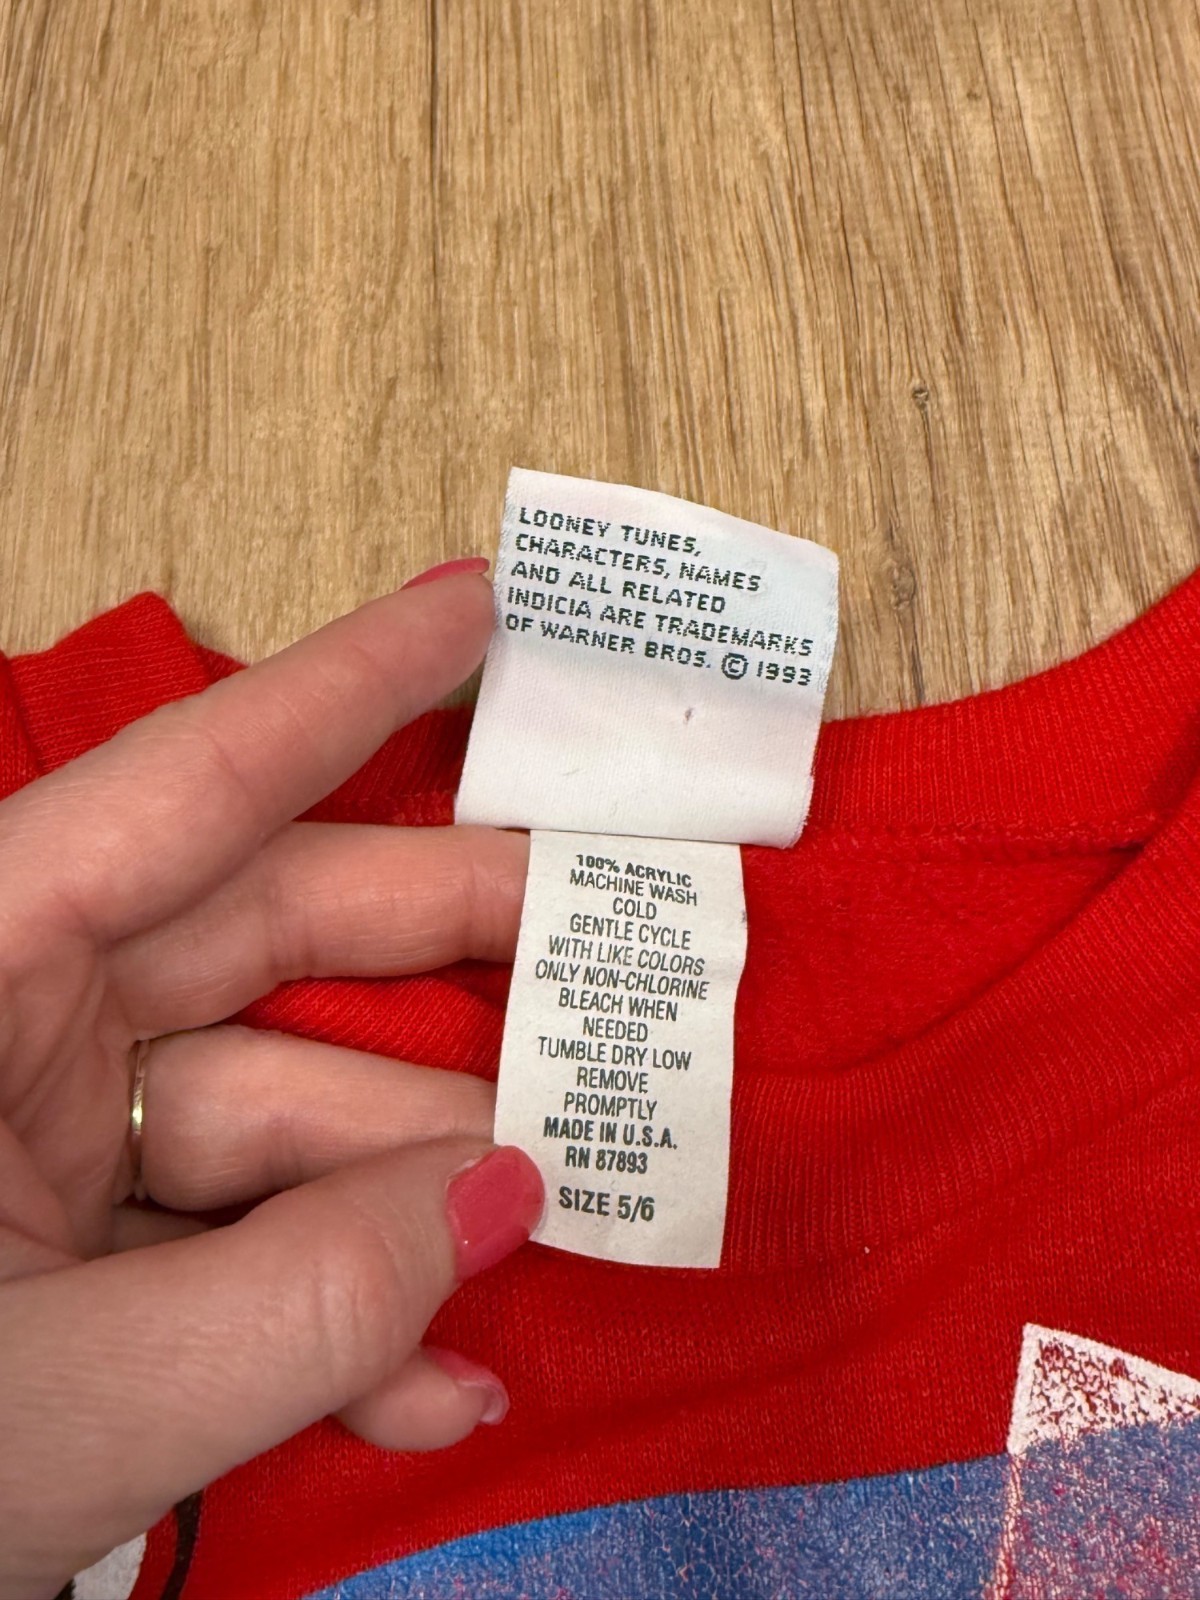 LOONEY TUNES,
CHARACTERS, NAMES
AND ALL RELATED
INDICIA ARE TRADEMARKS
OF WARNER BROS. © 1993
100% ACRYLIC
MACHINE WASH
COLD
GENTLE CYCLE
WITH LIKE COLORS
ONLY NON-CHLORINE
BLEACH WHEN
NEEDED
TUMBLE DRY LOW
REMOVE
PROMPTLY
MADE IN U.S.A.
RN 87893
SIZE 5/6